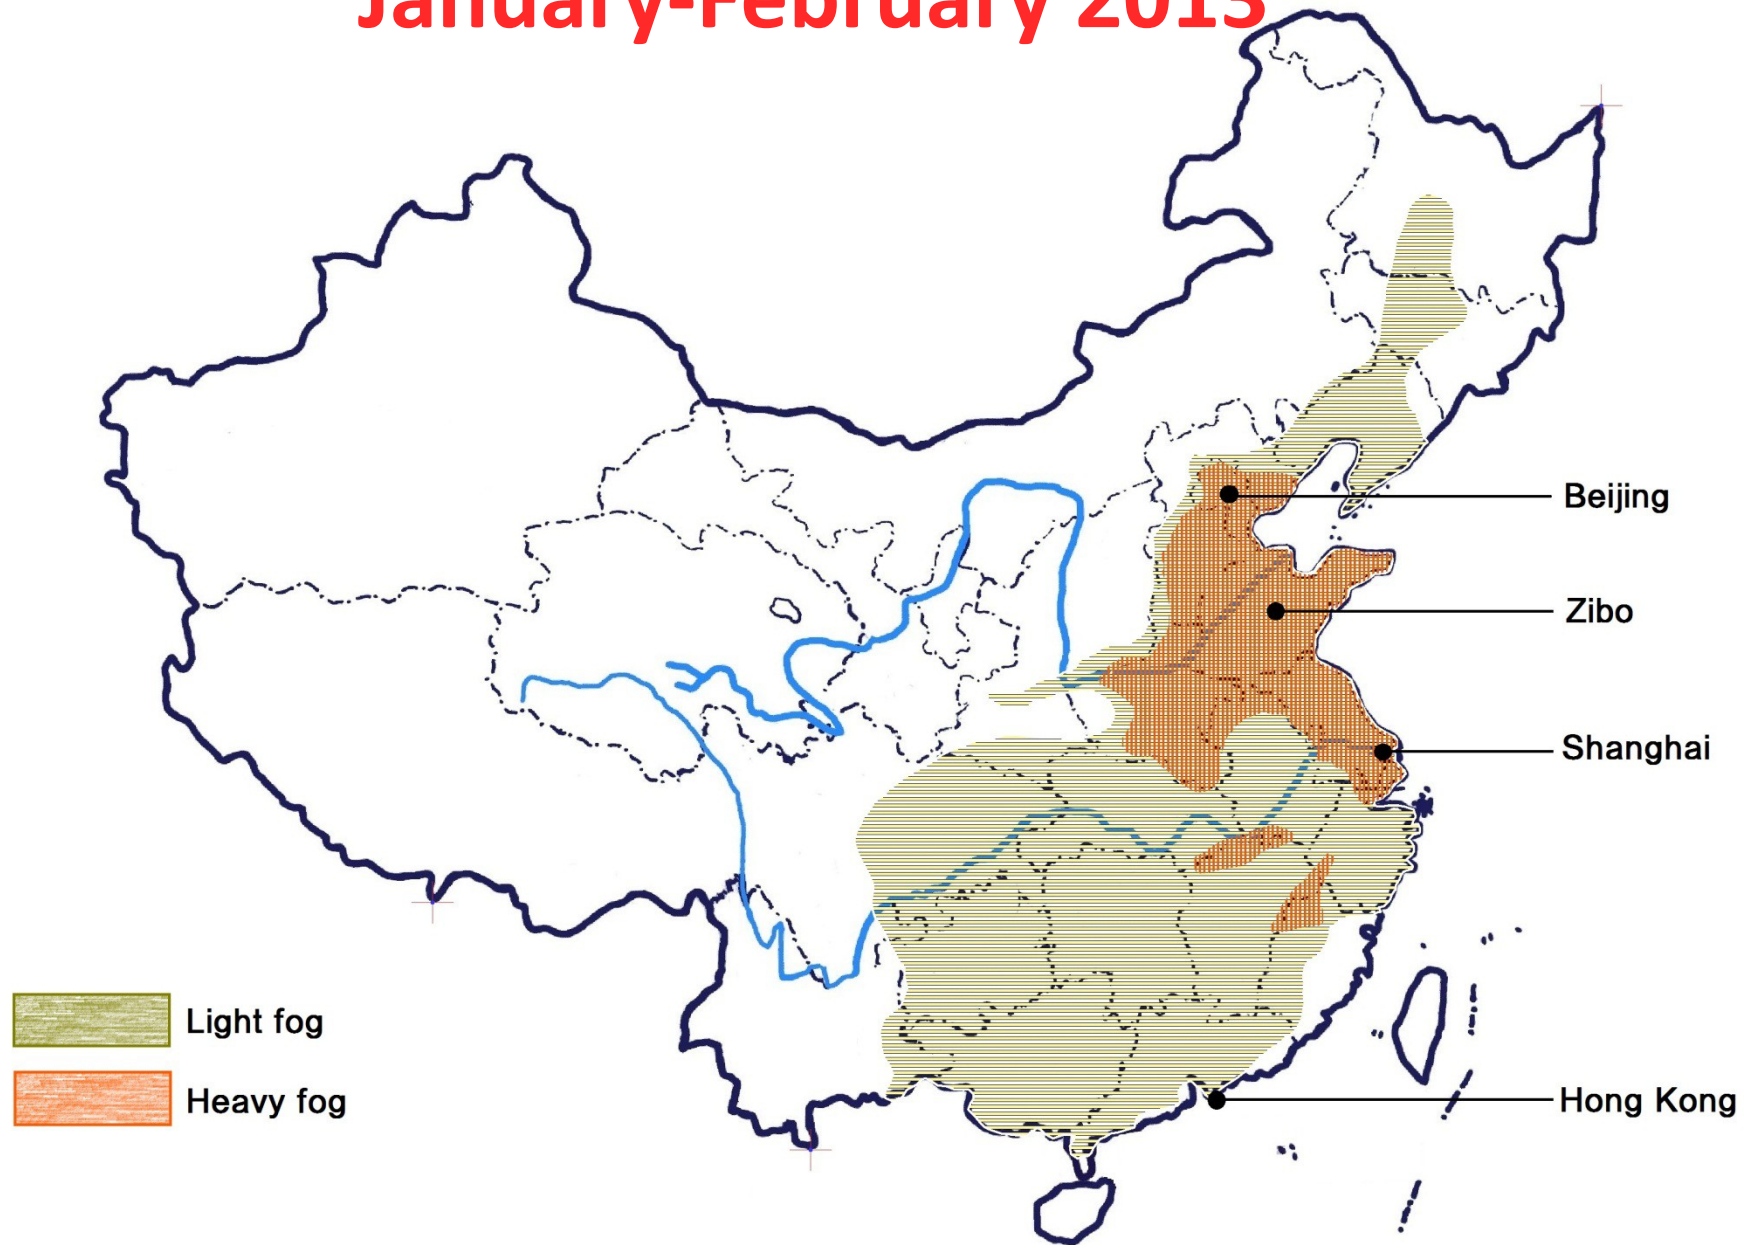 January-February 2013
Beijing
Zibo
Shanghai
Light fog
Heavy fog
Hong Kong